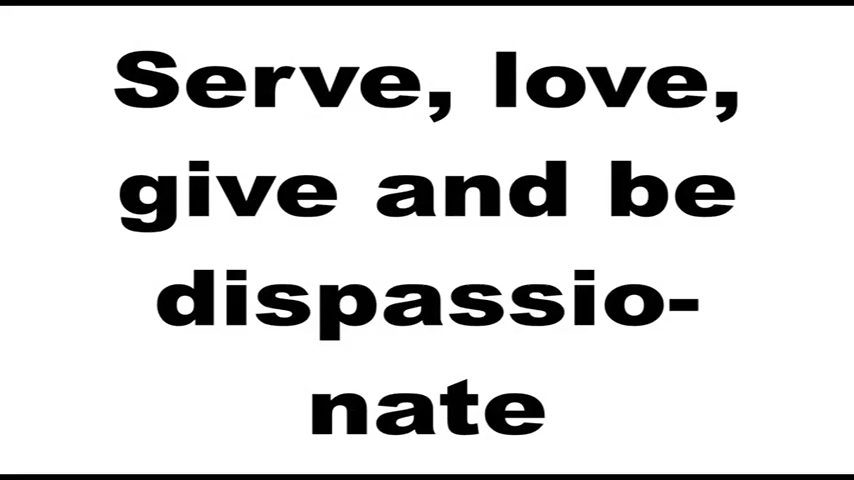 Serve, love,
give and be
dispassio-
nate